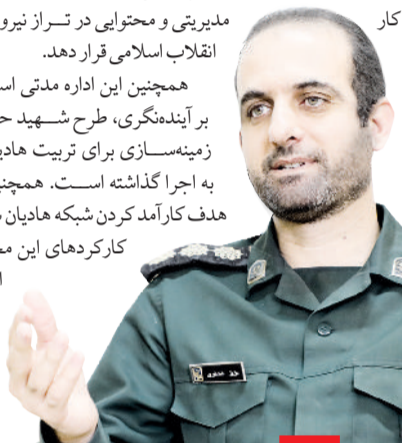 کار
مدیریتی و محتوایی در تراز نیرو
انقلاب اسلامی قرار دهد.
همچنین این اداره مدتی اس
بر آینده‌نگری، طرح شهید ح
زمینه‌سازی برای تربیت هادی
به اجرا گذاشته است. همچن
هدف کارآمد کردن شبکه هادیان
کارکردهای این م